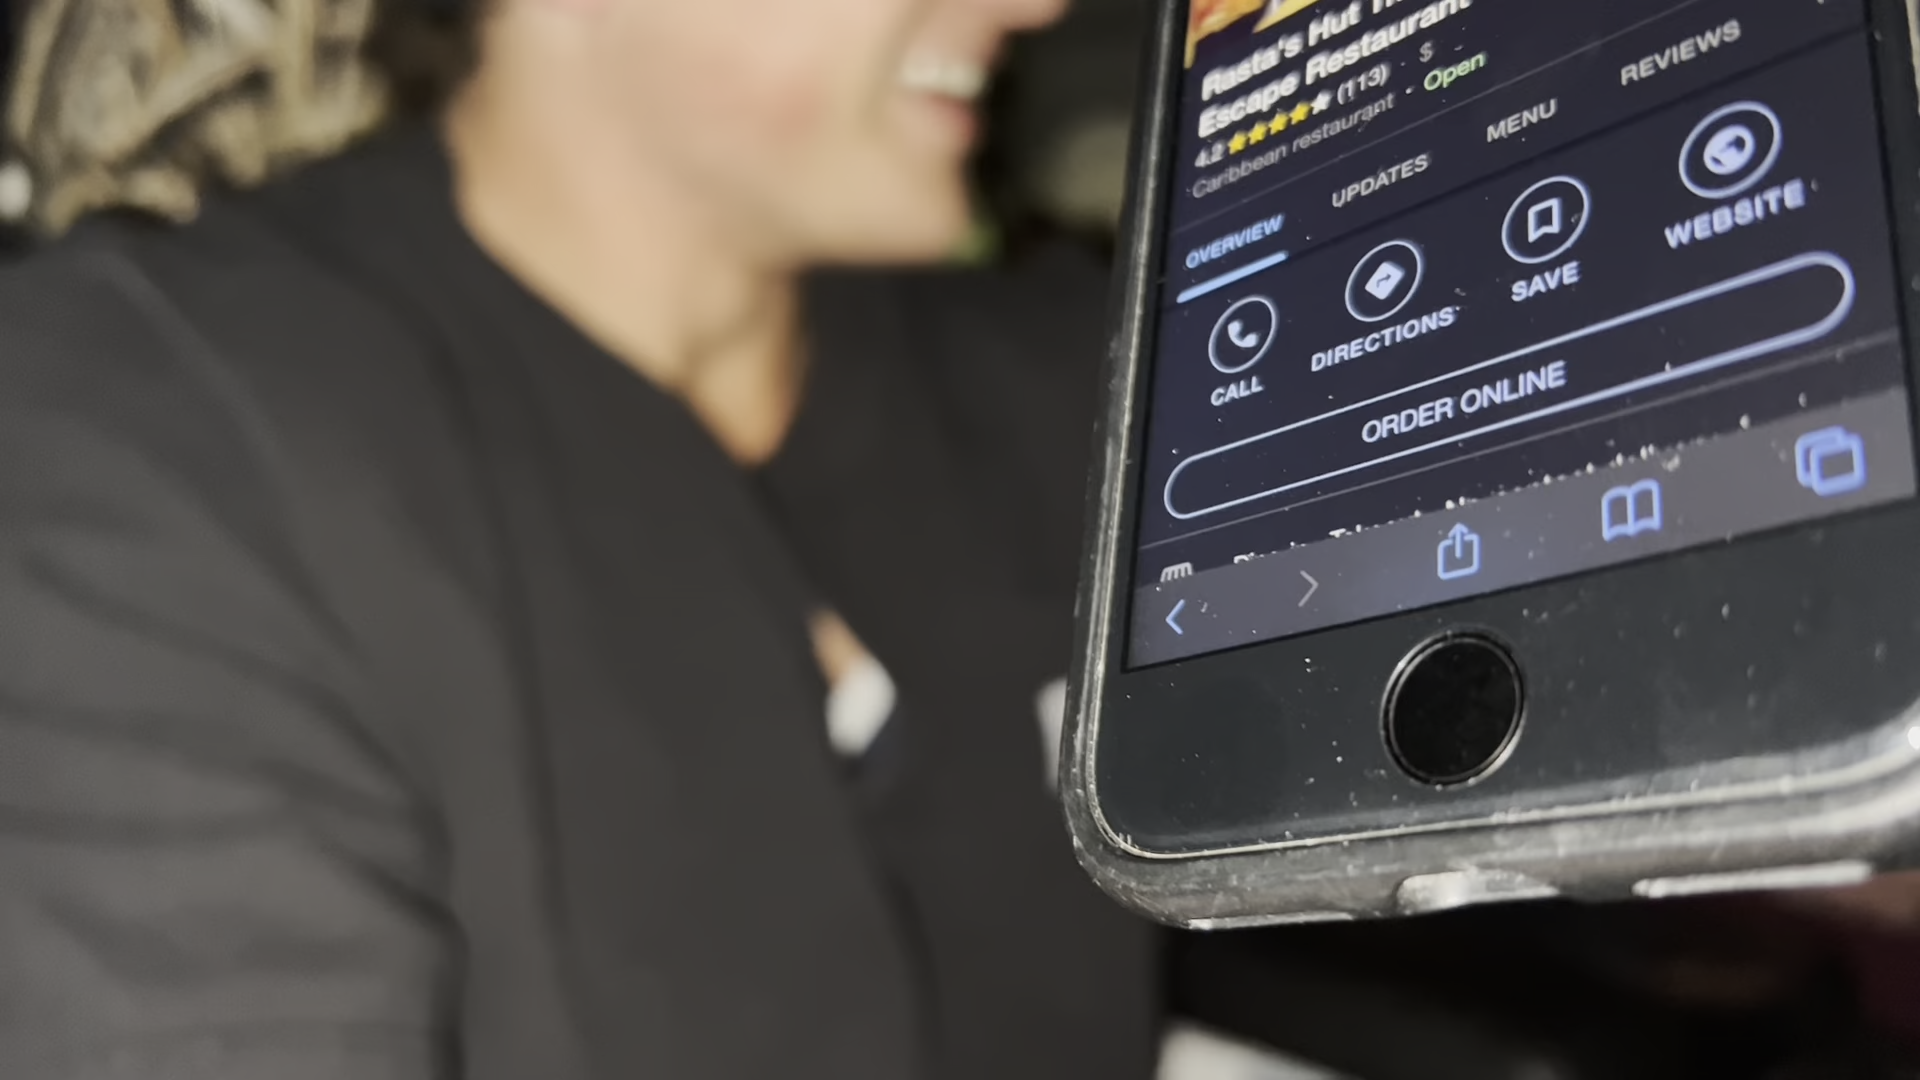 Rasta's Hut
Escape Restaurant
4.2 (113) · $
Caribbean restaurant · Open
OVERVIEW
UPDATES
MENU
REVIEWS
CALL
DIRECTIONS
SAVE
WEBSITE
ORDER ONLINE